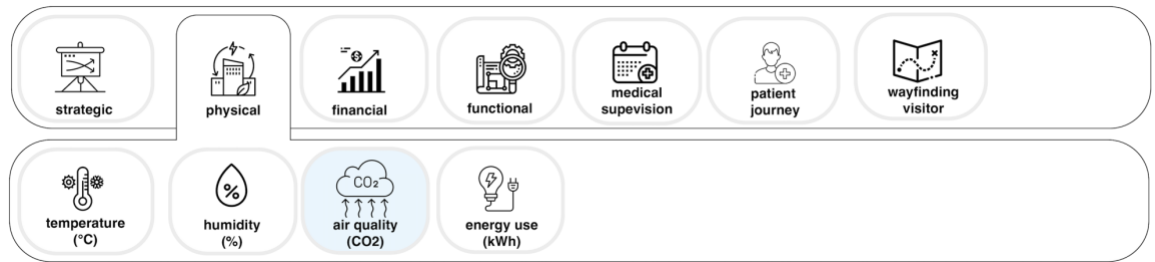 strategic
physical
financial
functional
medical
supevision
patient
journey
wayfinding
visitor
temperature
(°C)
%
humidity
(%)
CO₂
air quality
(CO2)
energy use
(kWh)